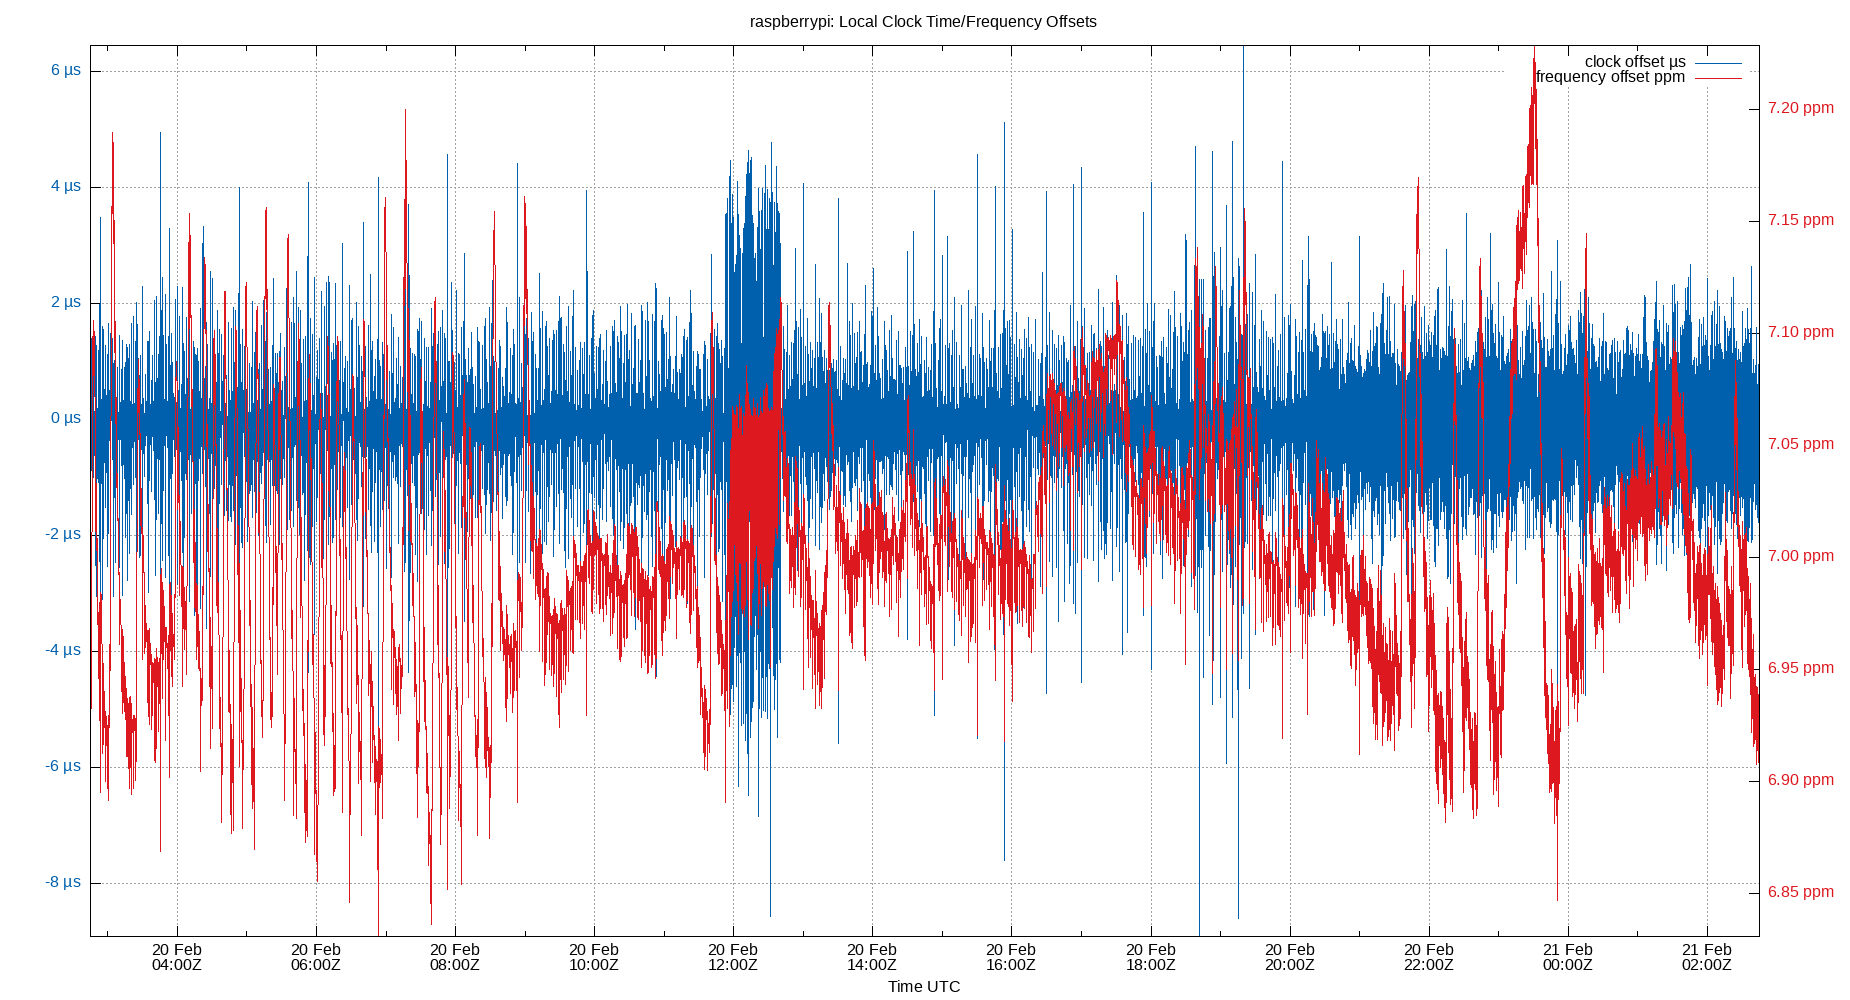 raspberrypi: Local Clock Time/Frequency Offsets
clock offset µs
frequency offset ppm
6 µs
4 µs
2 µs
0 µs
-2 µs
-4 µs
-6 µs
-8 µs
7.20 ppm
7.15 ppm
7.10 ppm
7.05 ppm
7.00 ppm
6.95 ppm
6.90 ppm
6.85 ppm
20 Feb
04:00Z
20 Feb
06:00Z
20 Feb
08:00Z
20 Feb
10:00Z
20 Feb
12:00Z
20 Feb
14:00Z
20 Feb
16:00Z
20 Feb
18:00Z
20 Feb
20:00Z
20 Feb
22:00Z
21 Feb
00:00Z
21 Feb
02:00Z
Time UTC